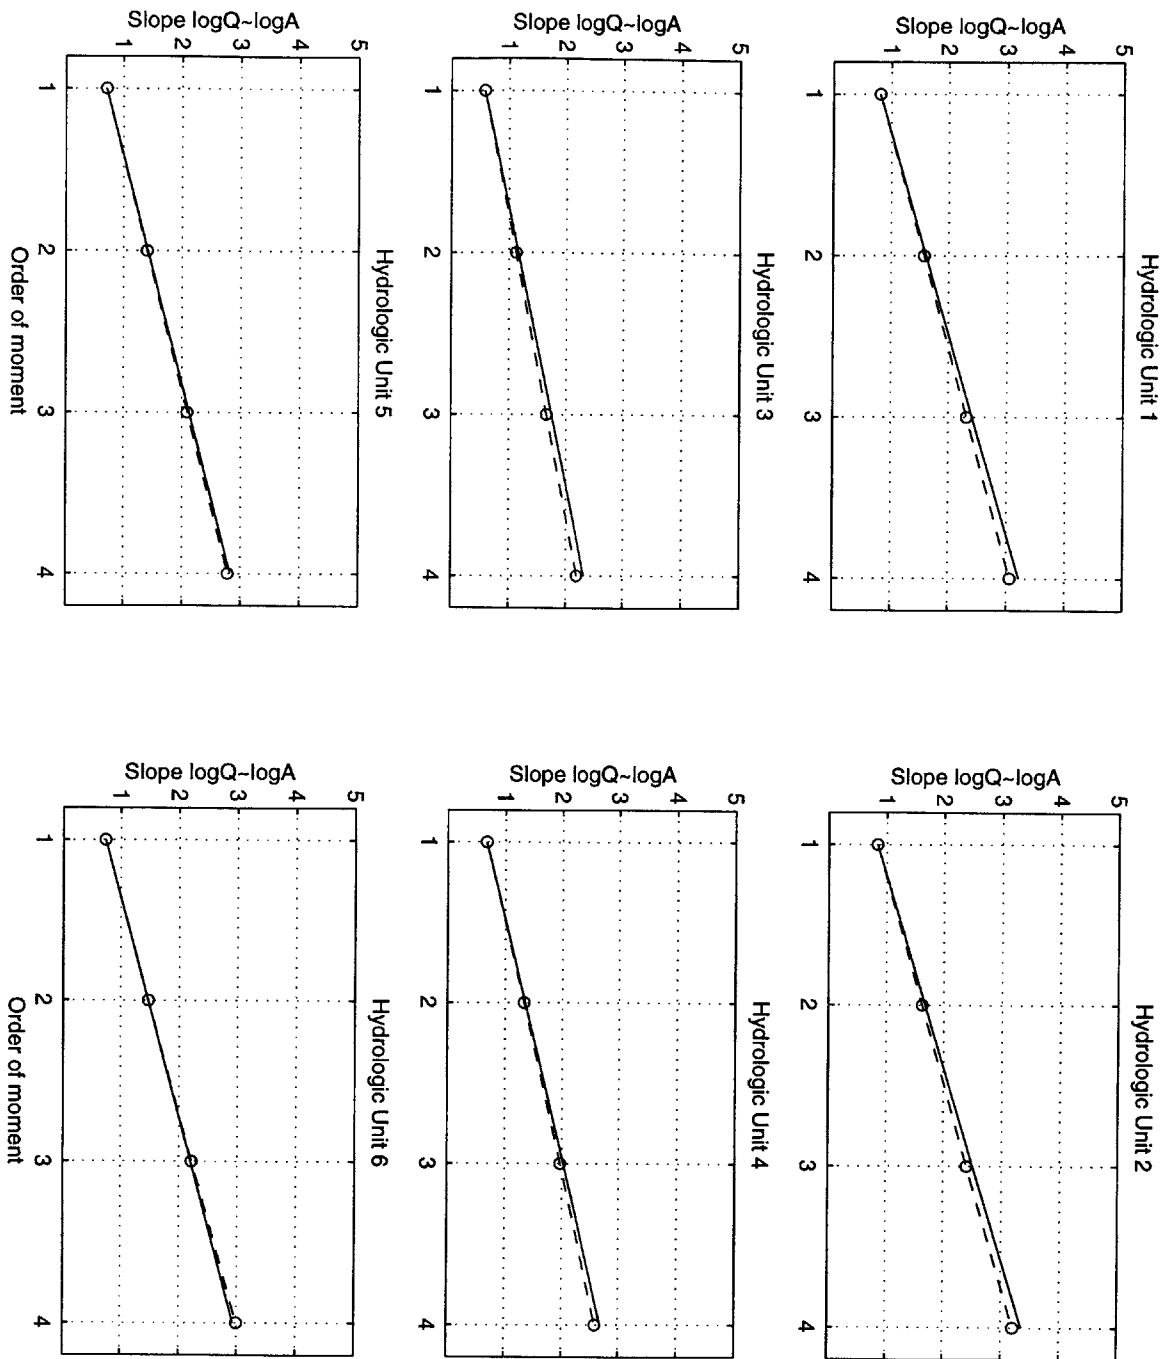 Hydrologic Unit 1
Slope logQ~logA
5
4
3
2
1
1 2 3 4
Hydrologic Unit 2
Slope logQ~logA
5
4
3
2
1
1 2 3 4
Hydrologic Unit 3
Slope logQ~logA
5
4
3
2
1
1 2 3 4
Hydrologic Unit 4
Slope logQ~logA
5
4
3
2
1
1 2 3 4
Hydrologic Unit 5
Slope logQ~logA
5
4
3
2
1
1 2 3 4
Order of moment
Hydrologic Unit 6
Slope logQ~logA
5
4
3
2
1
1 2 3 4
Order of moment